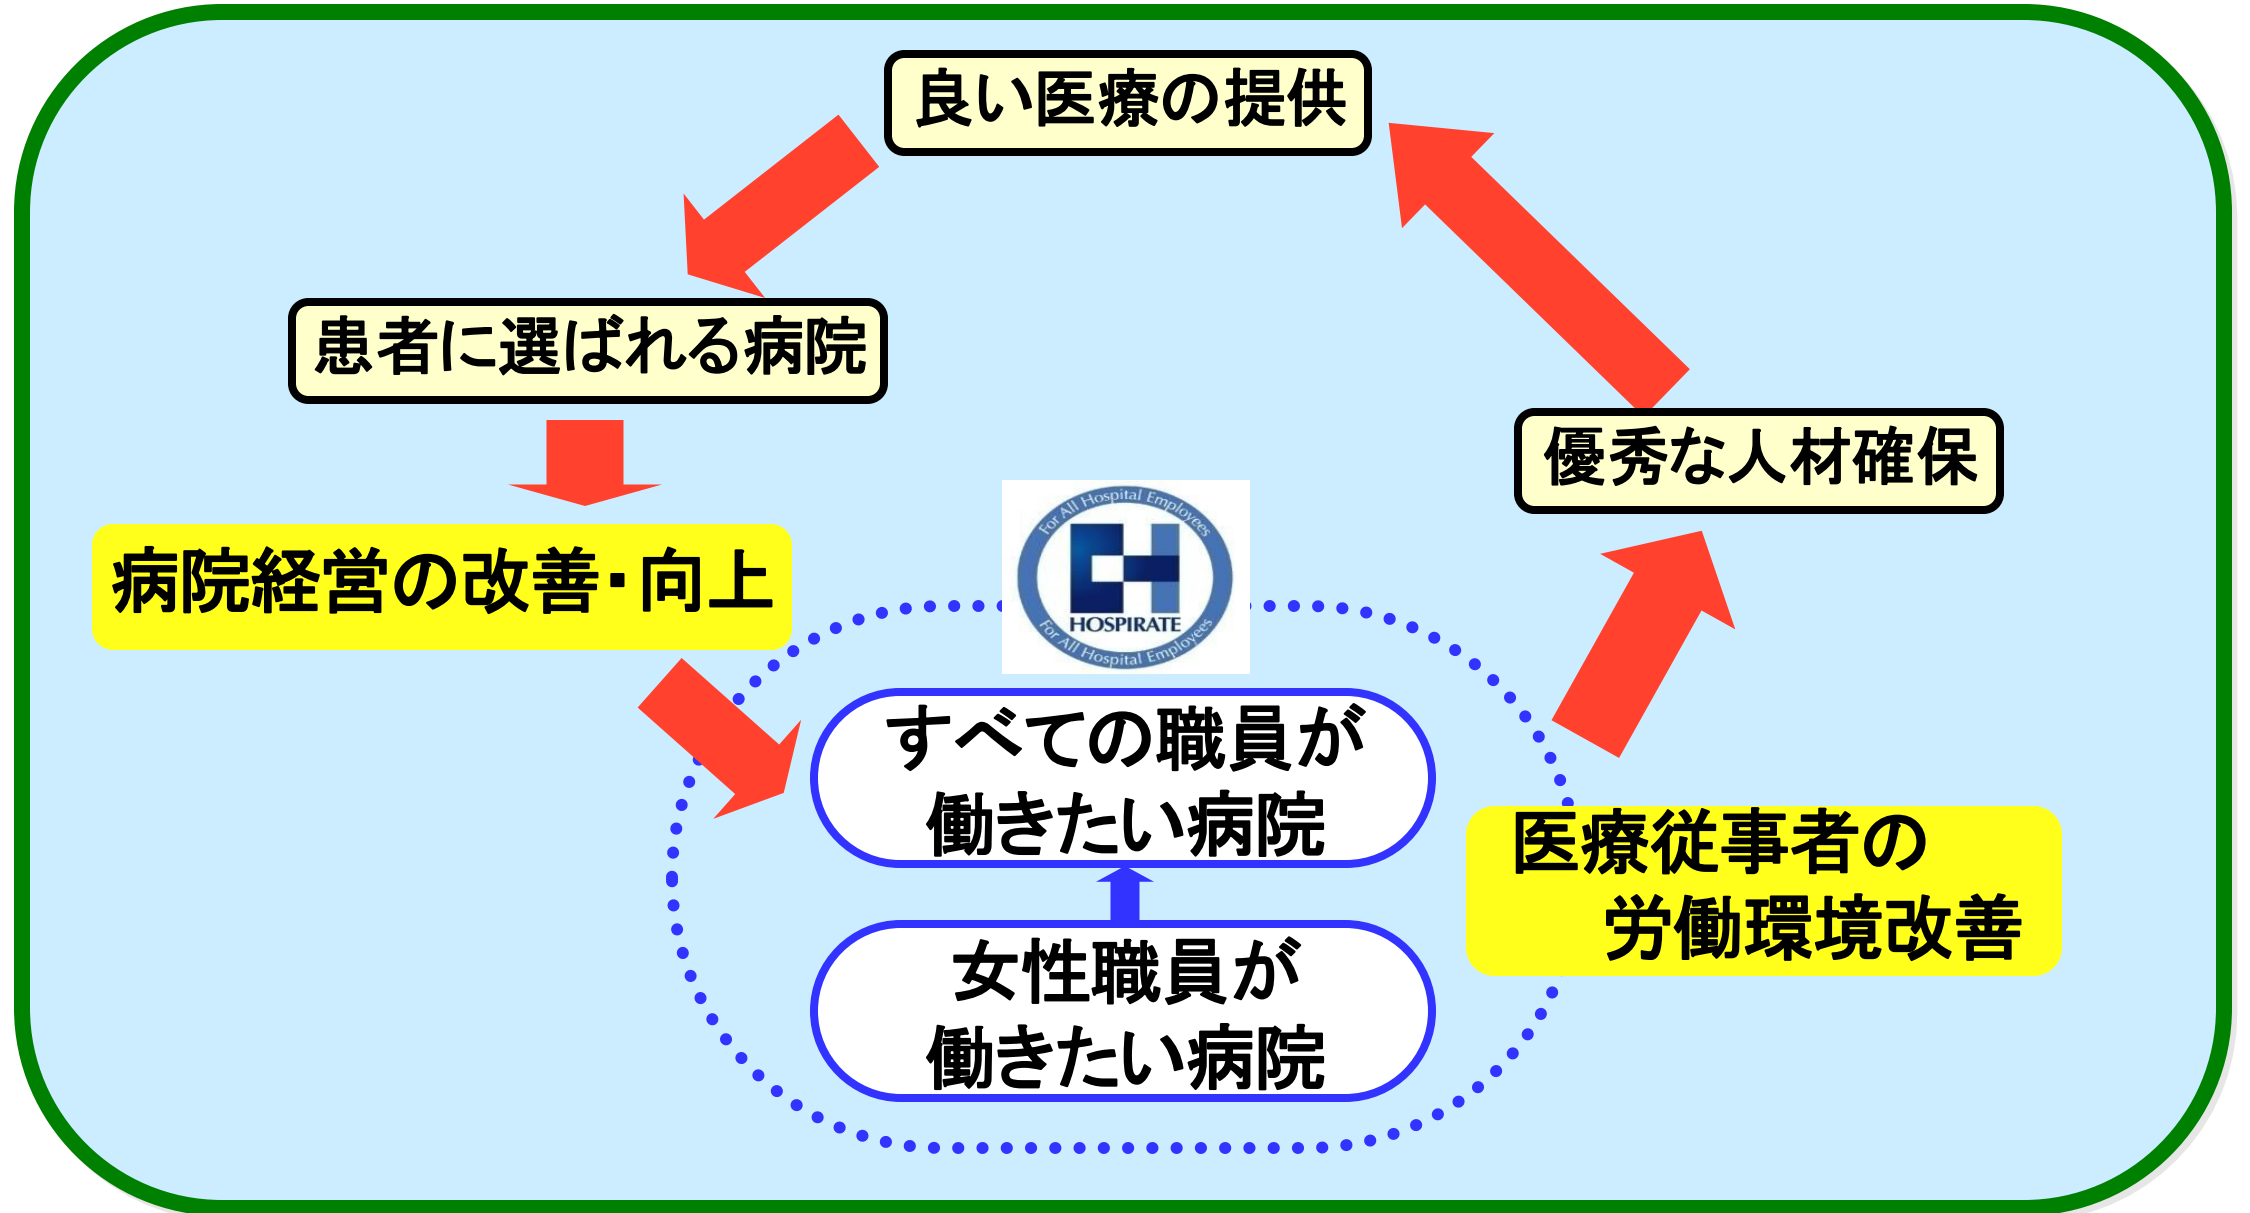 良い医療の提供
患者に選ばれる病院
優秀な人材確保
病院経営の改善・向上
For All Hospital Employees
HOSPIRATE
For All Hospital Employees
すべての職員が
働きたい病院
医療従事者の
労働環境改善
女性職員が
働きたい病院